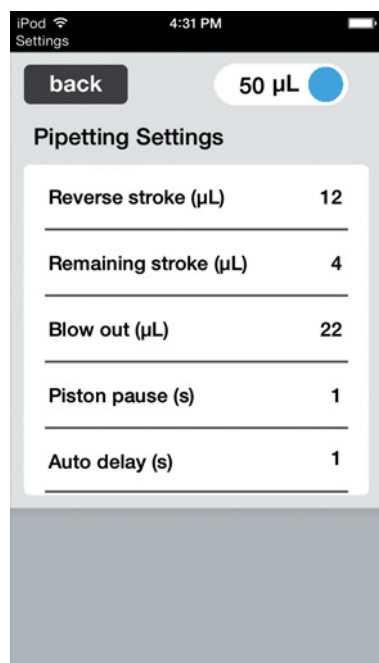 iPod 4:31 PM
Settings
back 50 µL
Pipetting Settings
Reverse stroke (µL) 12
Remaining stroke (µL) 4
Blow out (µL) 22
Piston pause (s) 1
Auto delay (s) 1